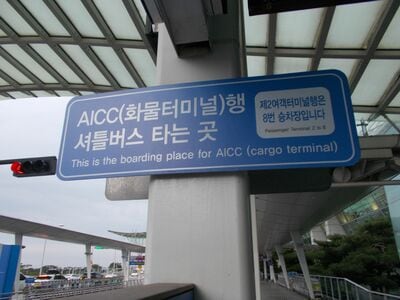 AICC(화물터미널)행
셔틀버스 타는 곳
This is the boarding place for AICC (cargo terminal)
제2여객터미널행은
8번 승차장입니다
Passenger Terminal 2 to 8